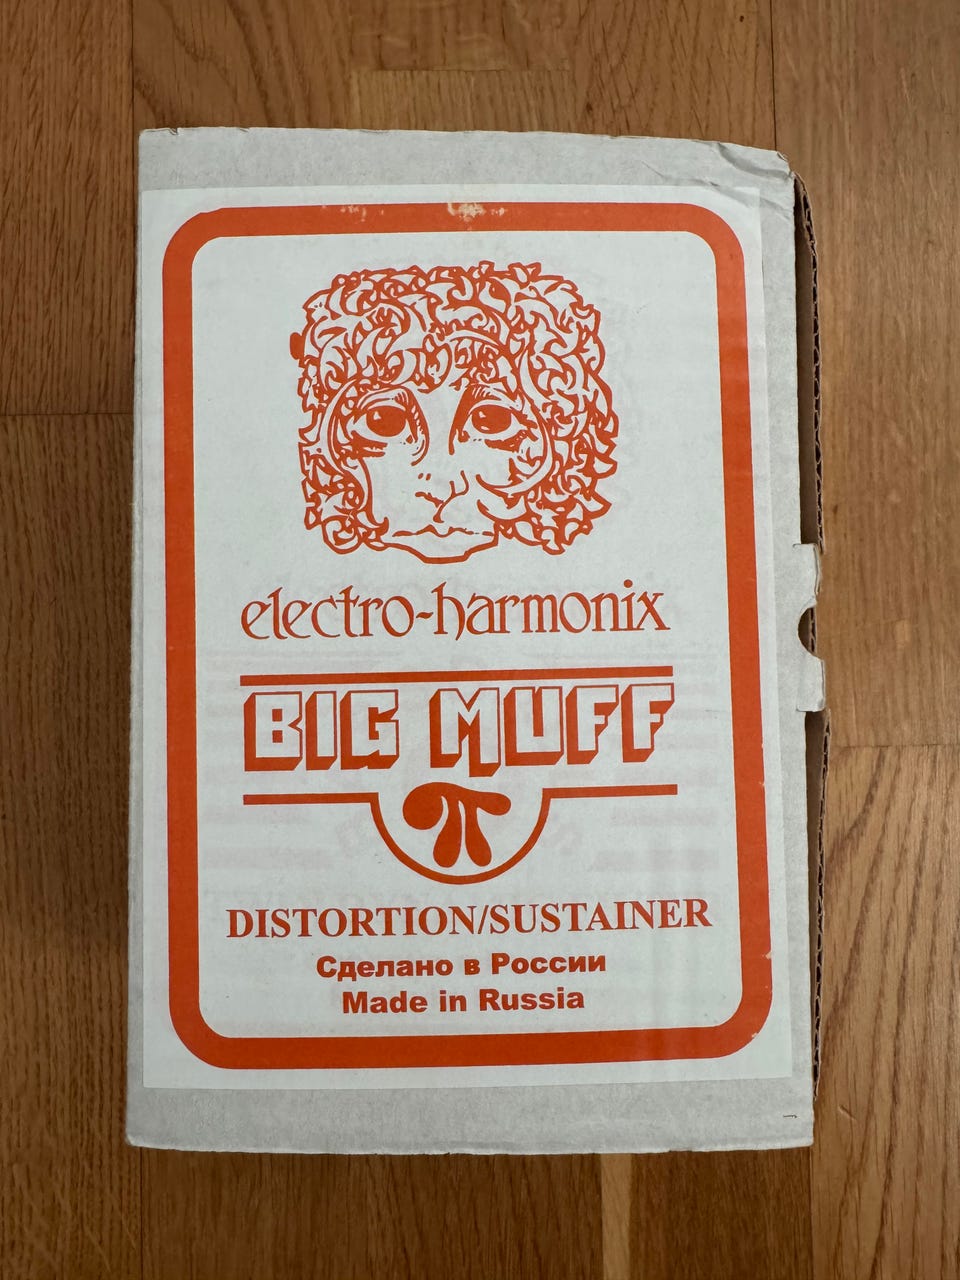 electro-harmonix
BIG MUFF
π
DISTORTION/SUSTAINER
Сделано в России
Made in Russia